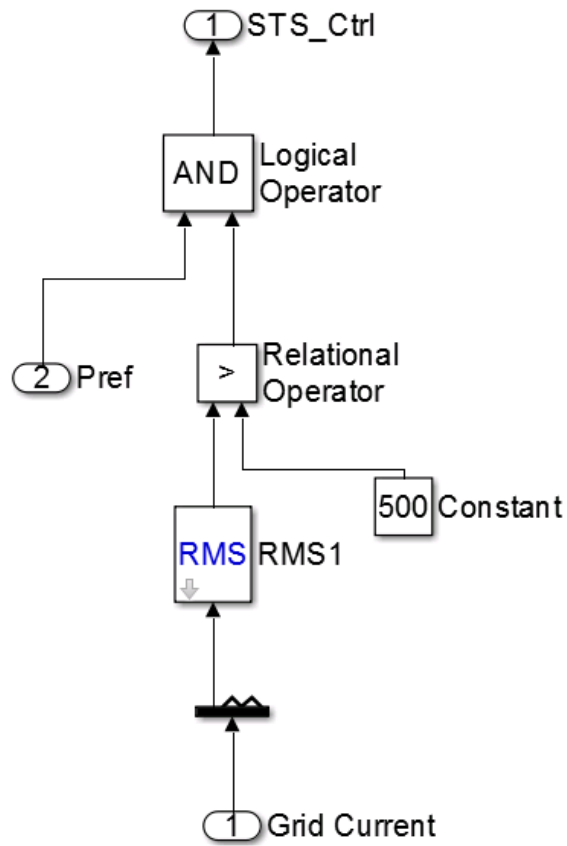 1 STS_Ctrl
AND Logical
Operator
2 Pref
> Relational
Operator
500 Constant
RMS RMS1
1 Grid Current